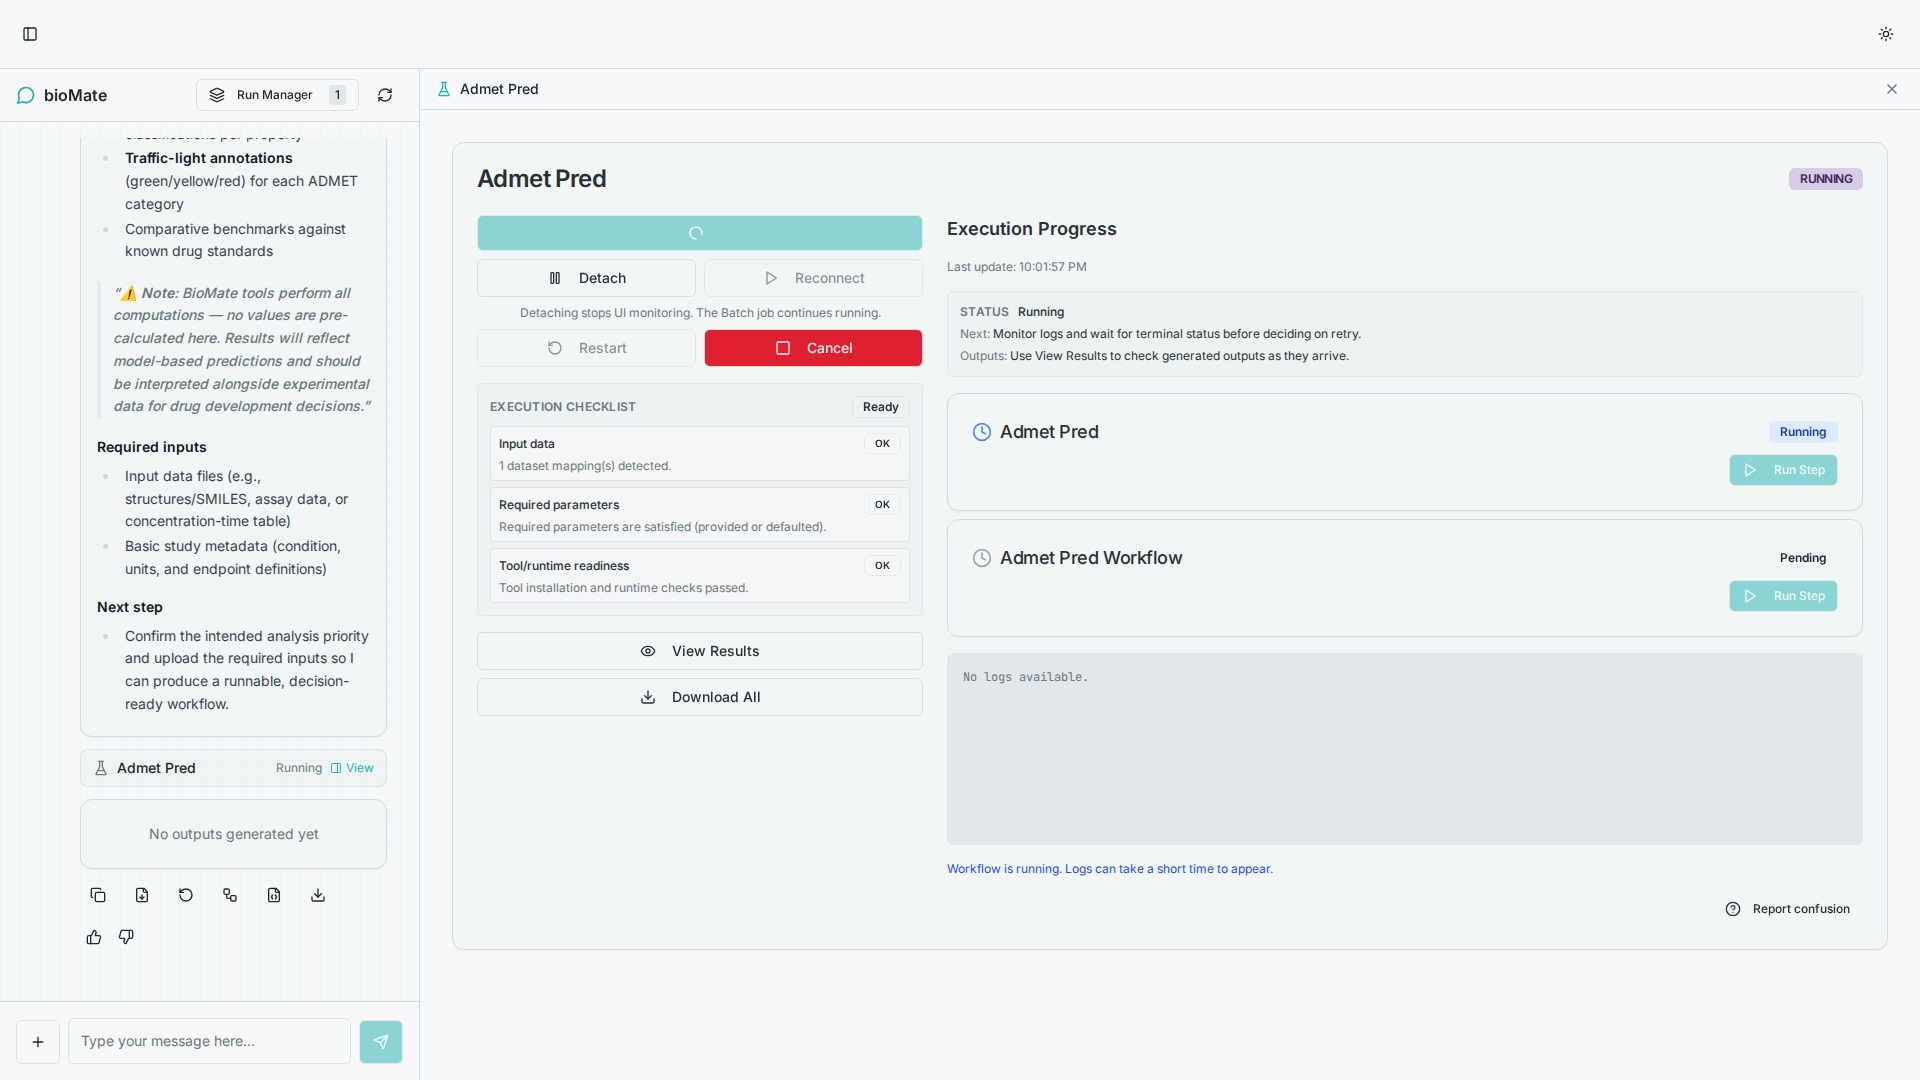 bioMate
Run Manager 1
Traffic-light annotations
(green/yellow/red) for each ADMET
category
Comparative benchmarks against
known drug standards
“⚠️ Note: BioMate tools perform all
computations — no values are pre-
calculated here. Results will reflect
model-based predictions and should
be interpreted alongside experimental
data for drug development decisions.”
Required inputs
Input data files (e.g.,
structures/SMILES, assay data, or
concentration-time table)
Basic study metadata (condition,
units, and endpoint definitions)
Next step
Confirm the intended analysis priority
and upload the required inputs so I
can produce a runnable, decision-
ready workflow.
Admet Pred Running View
No outputs generated yet
Type your message here...
Admet Pred
Admet Pred
RUNNING
Detach
Reconnect
Detaching stops UI monitoring. The Batch job continues running.
Restart
Cancel
EXECUTION CHECKLIST Ready
Input data OK
1 dataset mapping(s) detected.
Required parameters OK
Required parameters are satisfied (provided or defaulted).
Tool/runtime readiness OK
Tool installation and runtime checks passed.
View Results
Download All
Execution Progress
Last update: 10:01:57 PM
STATUS Running
Next: Monitor logs and wait for terminal status before deciding on retry.
Outputs: Use View Results to check generated outputs as they arrive.
Admet Pred Running
Run Step
Admet Pred Workflow Pending
Run Step
No logs available.
Workflow is running. Logs can take a short time to appear.
Report confusion